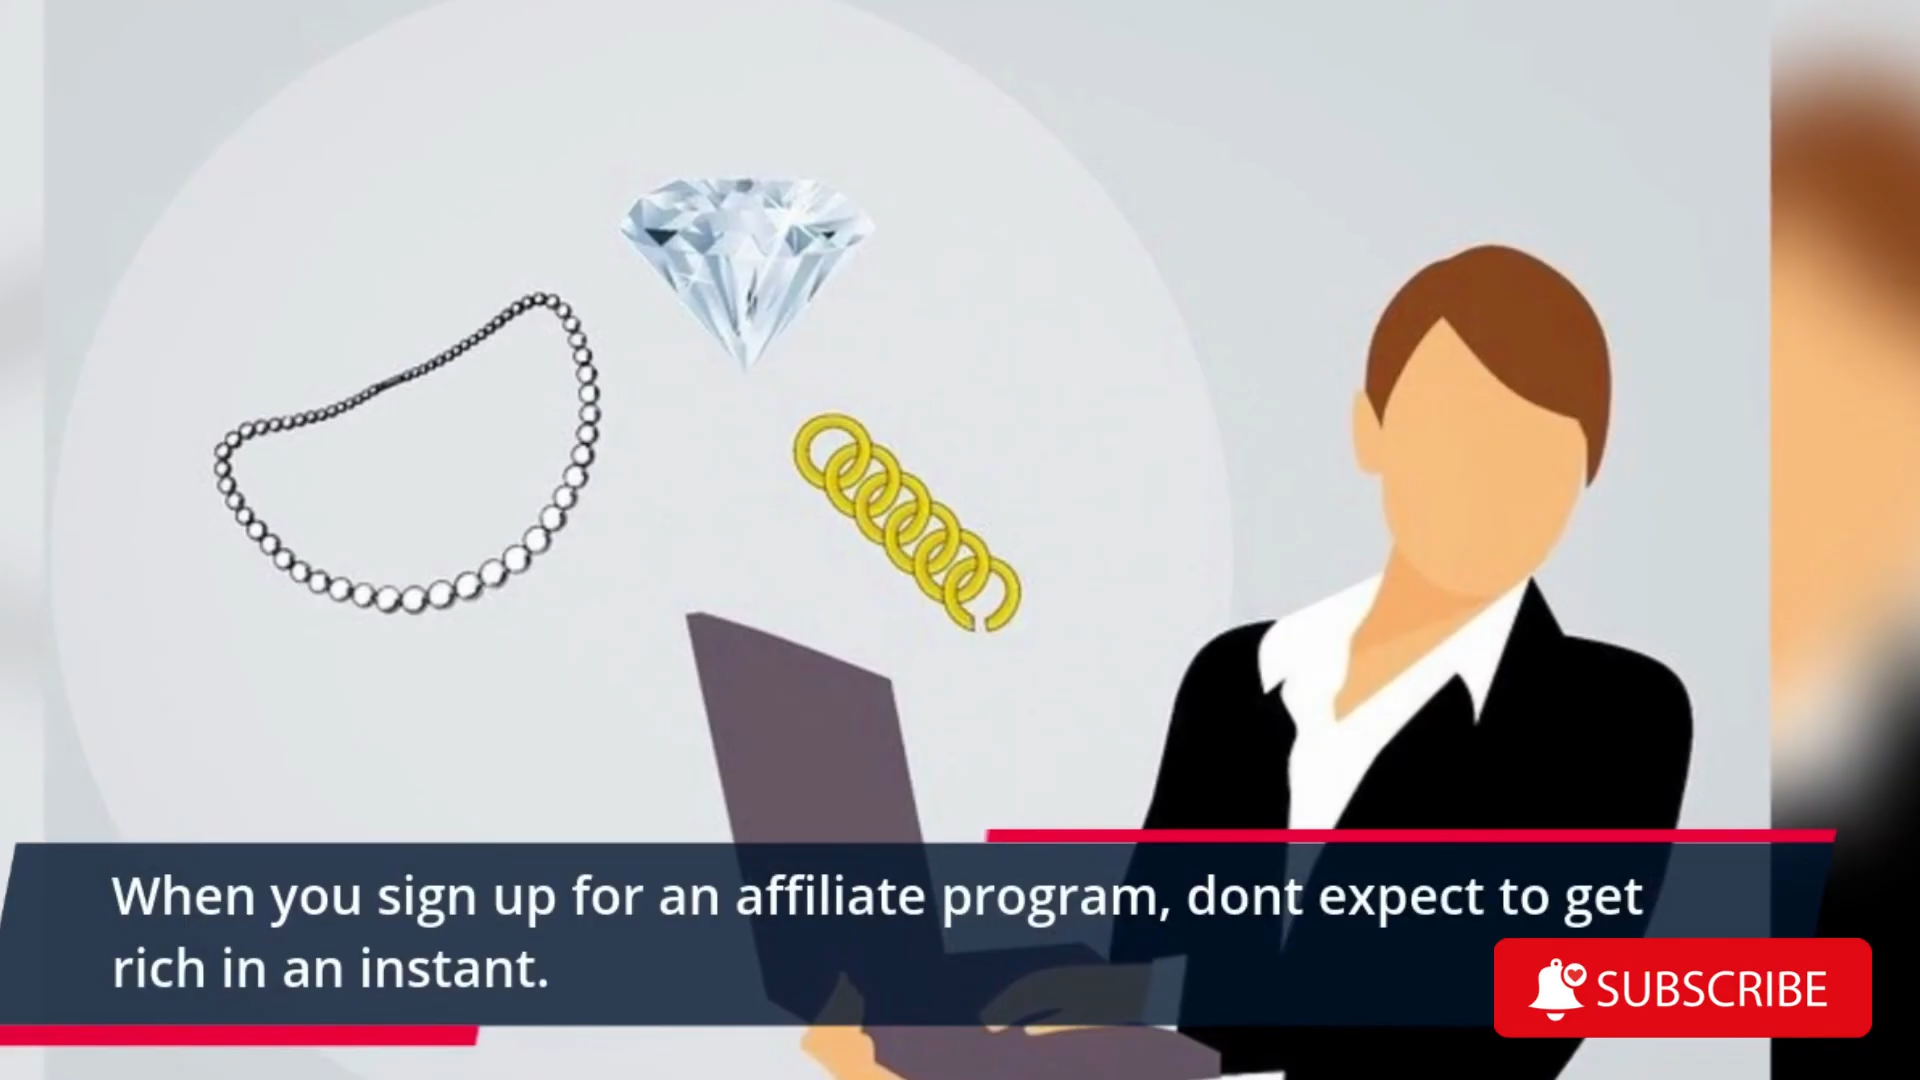 When you sign up for an affiliate program, dont expect to get
rich in an instant.
SUBSCRIBE